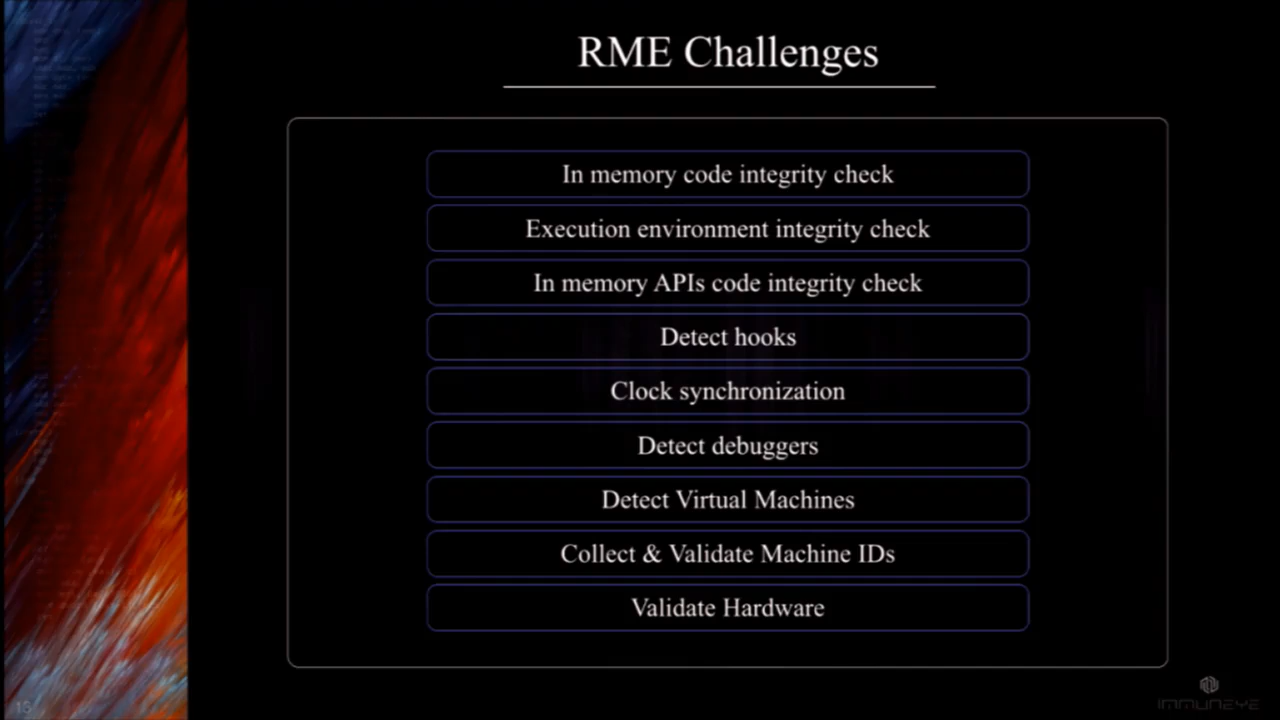 RME Challenges
In memory code integrity check
Execution environment integrity check
In memory APIs code integrity check
Detect hooks
Clock synchronization
Detect debuggers
Detect Virtual Machines
Collect & Validate Machine IDs
Validate Hardware
IMMUNEYE